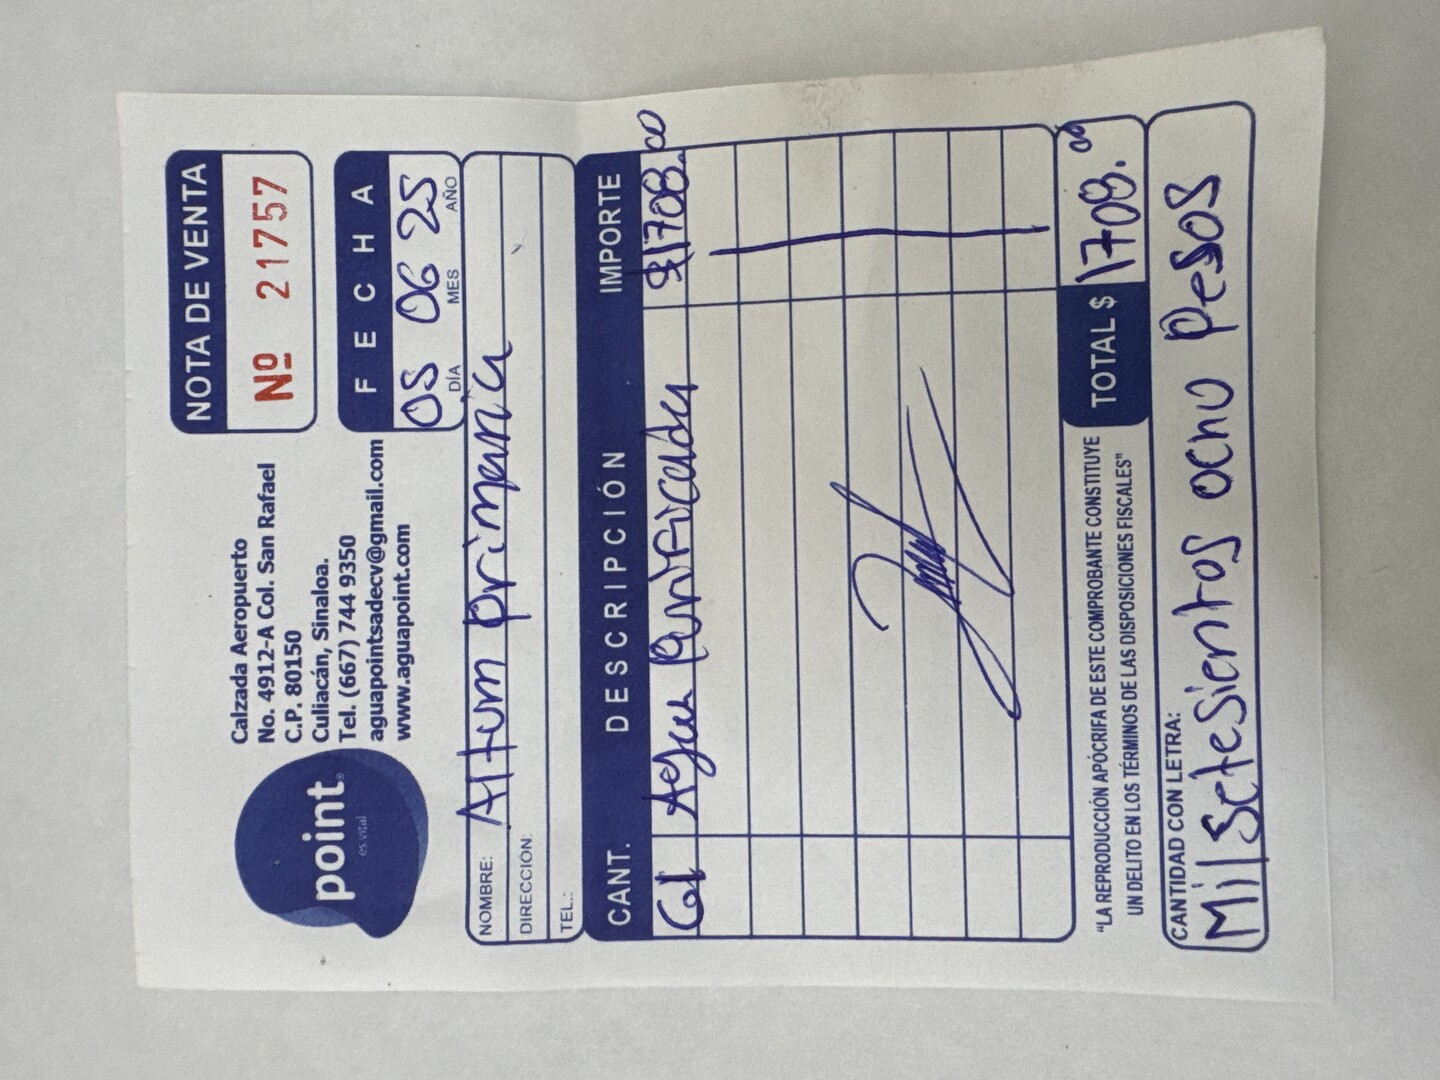 point®
es vital
Calzada Aeropuerto
No. 4912-A Col. San Rafael
C.P. 80150
Culiacán, Sinaloa.
Tel. (667) 744 9350
aguapointsadecv@gmail.com
www.aguapoint.com
NOTA DE VENTA
Nº 21757
FECHA
05 06 25
DÍA MES AÑO
NOMBRE: Altum primaria
DIRECCIÓN:
TEL.:
CANT. DESCRIPCIÓN IMPORTE
Agua Purificada $1708.00
"LA REPRODUCCIÓN APÓCRIFA DE ESTE COMPROBANTE CONSTITUYE
UN DELITO EN LOS TÉRMINOS DE LAS DISPOSICIONES FISCALES"
TOTAL $ 1708.00
CANTIDAD CON LETRA:
Mil setesientos ocho pesos